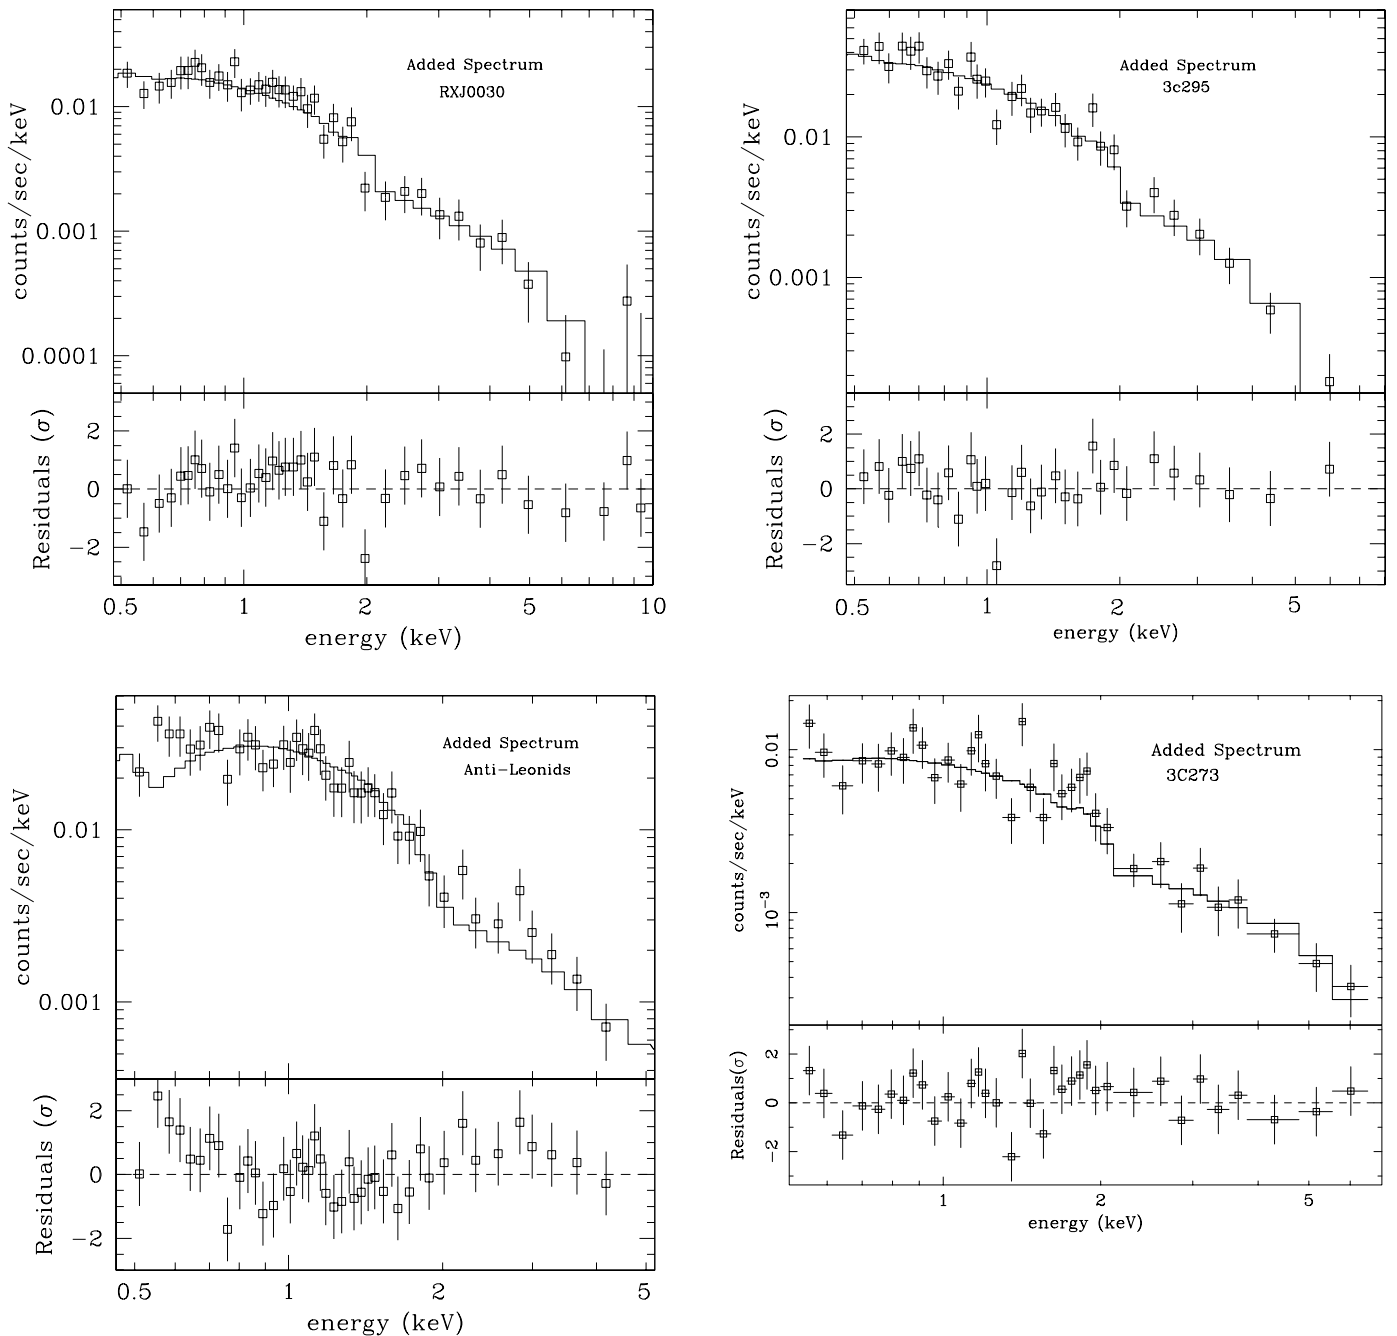 Added Spectrum
RXJ0030
counts/sec/keV
0.01
0.001
0.0001
Residuals (σ)
2
0
−2
0.5 1 2 5 10
energy (keV)
Added Spectrum
3c295
counts/sec/keV
0.01
0.001
Residuals (σ)
2
0
−2
0.5 1 2 5
energy (keV)
Added Spectrum
Anti−Leonids
counts/sec/keV
0.01
0.001
Residuals (σ)
2
0
−2
0.5 1 2 5
energy (keV)
Added Spectrum
3C273
counts/sec/keV
0.01
10⁻³
Residuals(σ)
2
0
−2
1 2 5
energy (keV)